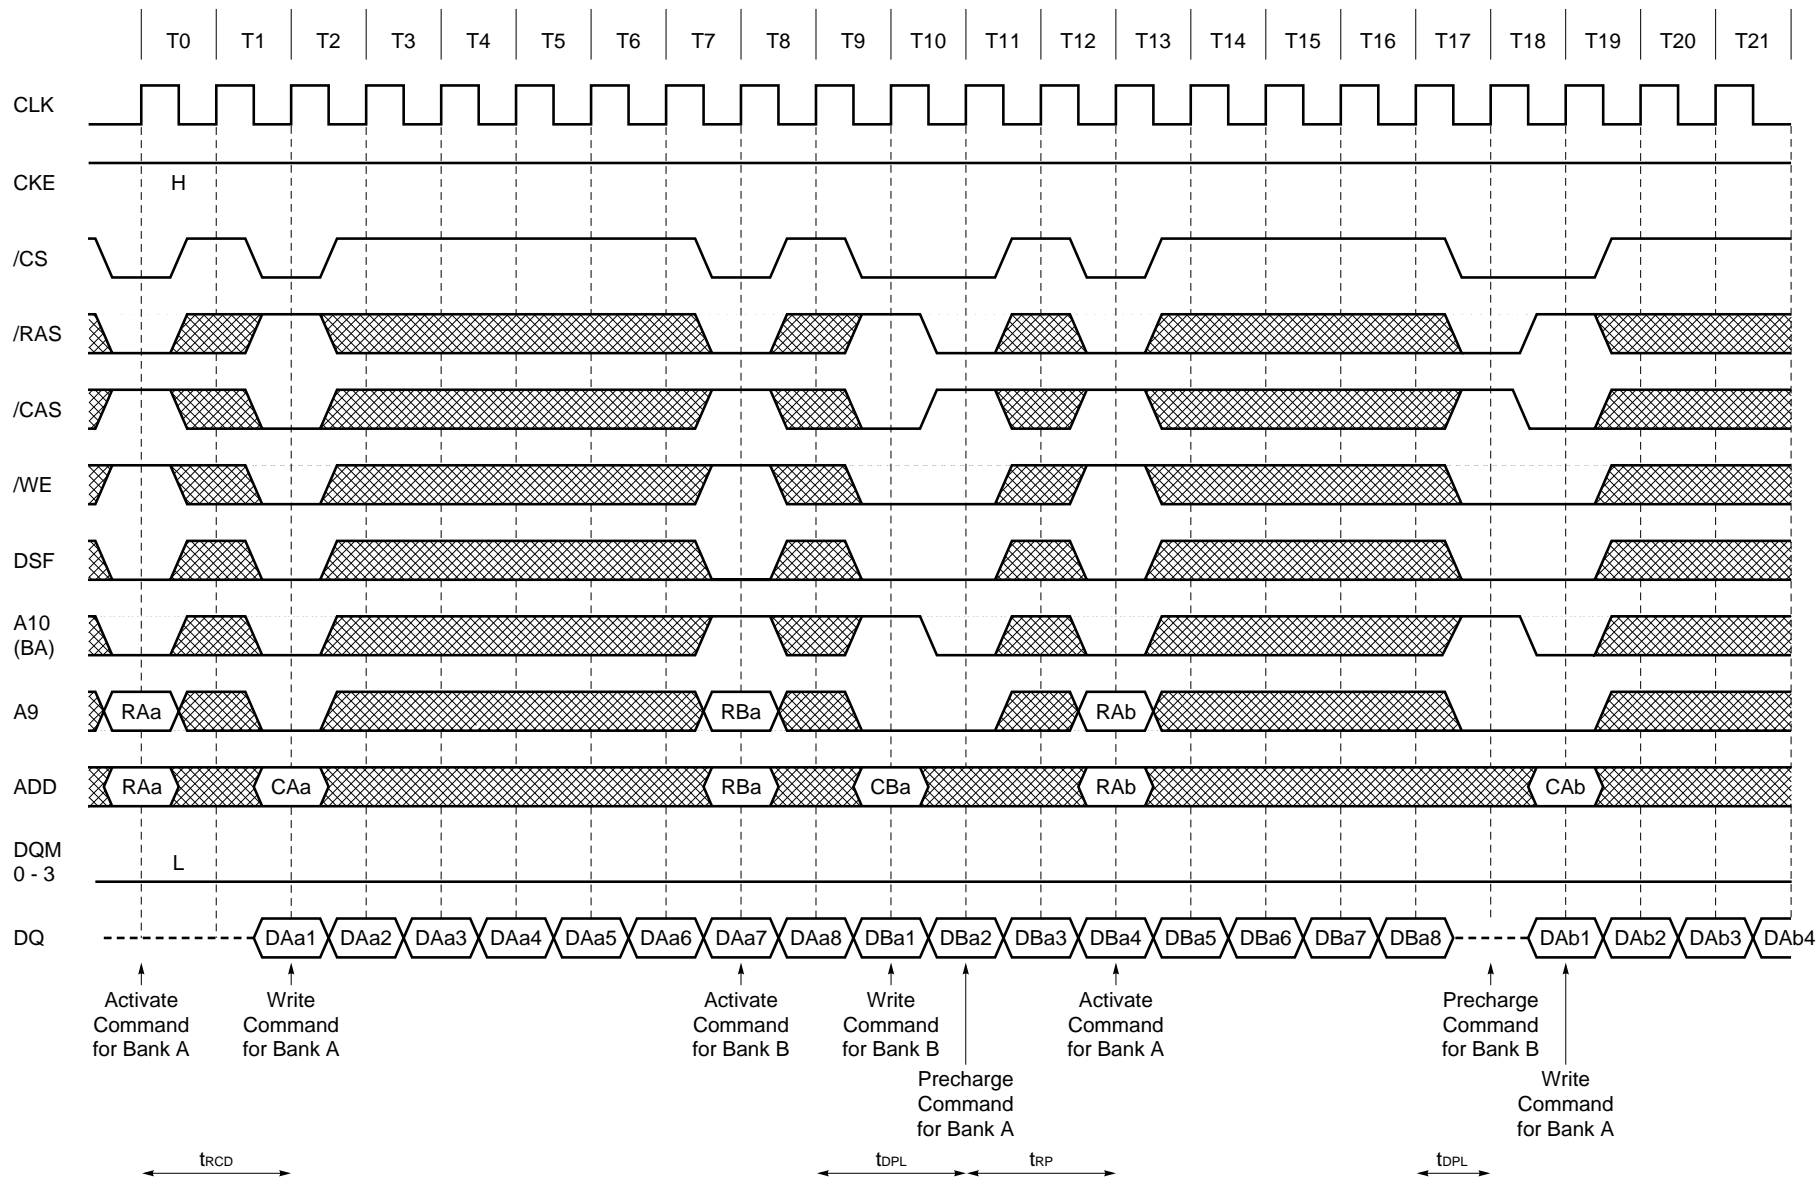 T0 T1 T2 T3 T4 T5 T6 T7 T8 T9 T10 T11 T12 T13 T14 T15 T16 T17 T18 T19 T20 T21
CLK
CKE H
/CS
/RAS
/CAS
/WE
DSF
A10
(BA)
A9 RAa RBa RAb
ADD RAa CAa RBa CBa RAb CAb
DQM
0 - 3 L
DQ DAa1 DAa2 DAa3 DAa4 DAa5 DAa6 DAa7 DAa8 DBa1 DBa2 DBa3 DBa4 DBa5 DBa6 DBa7 DBa8 DAb1 DAb2 DAb3 DAb4
Activate
Command
for Bank A
Write
Command
for Bank A
Activate
Command
for Bank B
Write
Command
for Bank B
Precharge
Command
for Bank A
Activate
Command
for Bank A
Precharge
Command
for Bank B
Write
Command
for Bank A
tRCD tDPL tRP tDPL